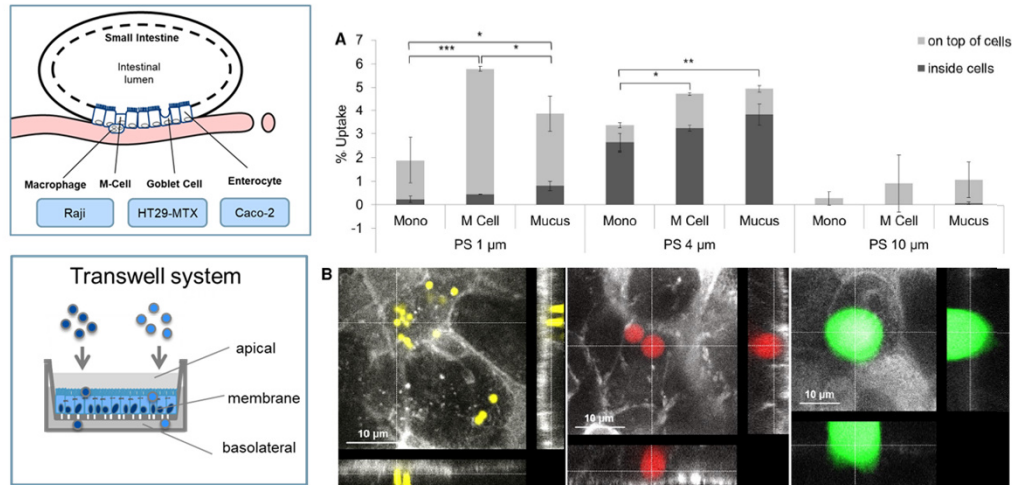 Small Intestine
Intestinal
lumen
Macrophage M-Cell Goblet Cell Enterocyte
Raji HT29-MTX Caco-2
Transwell system
apical
membrane
basolateral
A
% Uptake
7
6
5
4
3
2
1
0
-1
* 
*** *
**
*
on top of cells
inside cells
Mono M Cell Mucus Mono M Cell Mucus Mono M Cell Mucus
PS 1 µm PS 4 µm PS 10 µm
B
10 µm
10 µm
10 µm